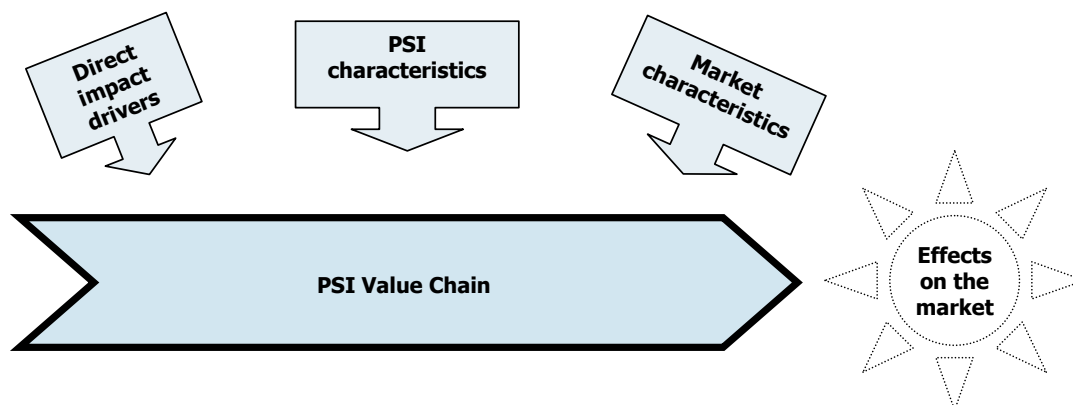 Direct
impact
drivers
PSI
characteristics
Market
characteristics
PSI Value Chain
Effects
on the
market